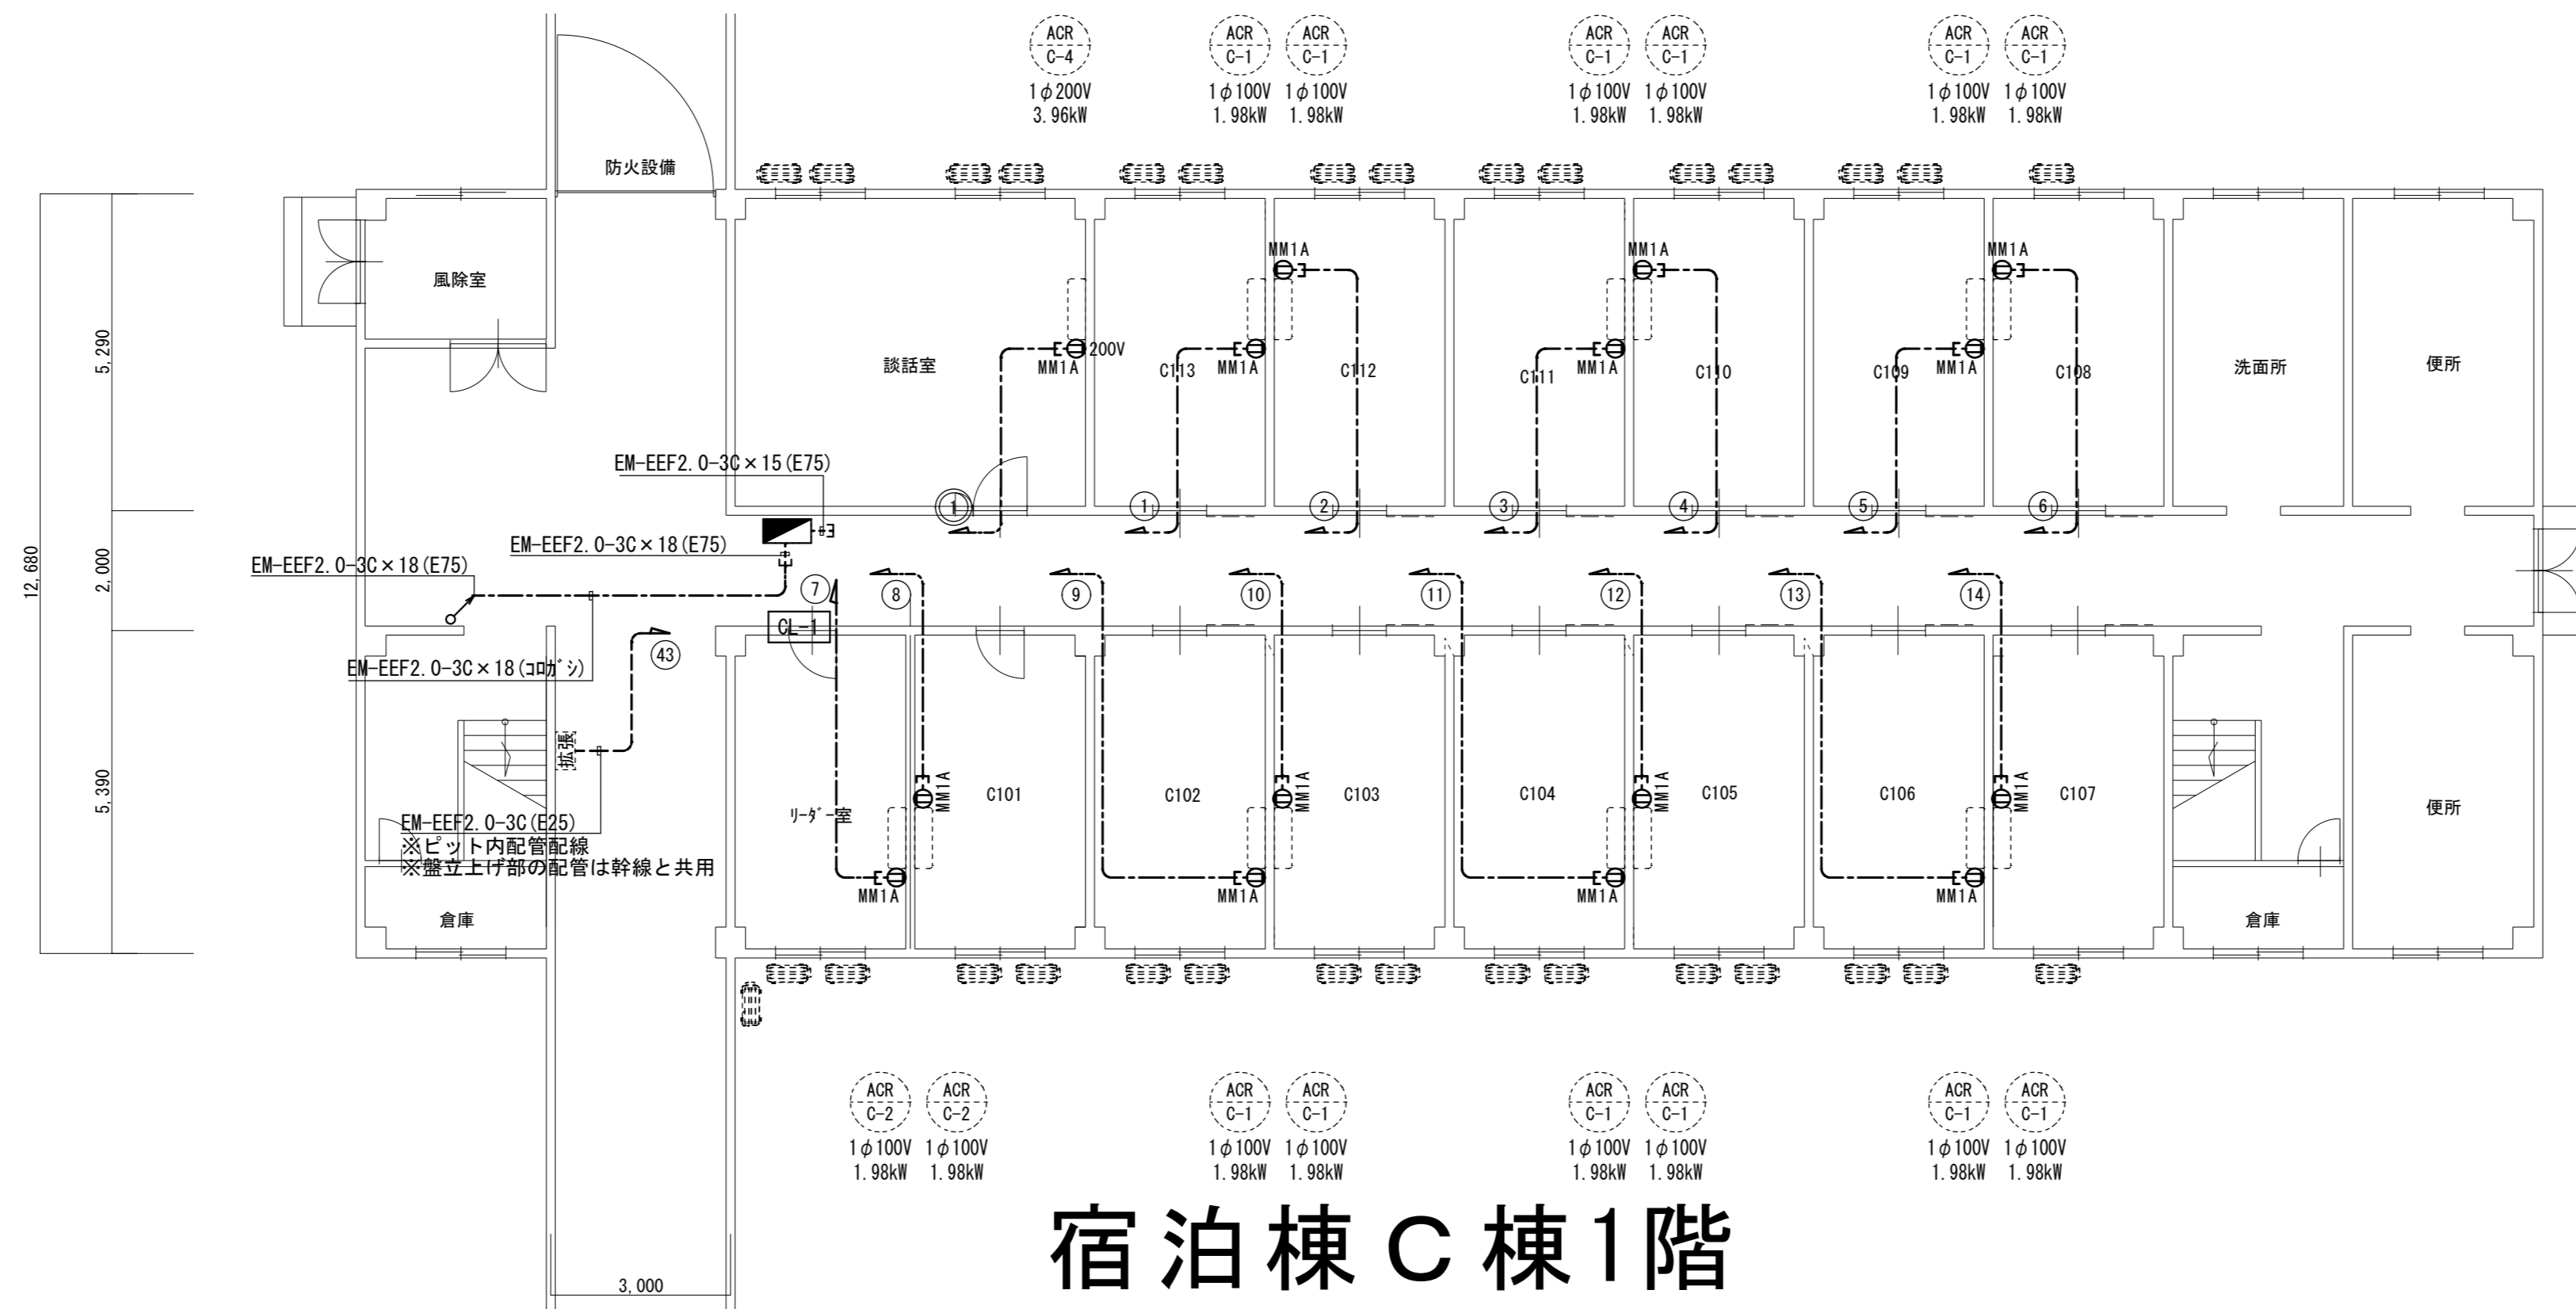 ACR
C-4
1φ200V
3.96kW
ACR
C-1
1φ100V
1.98kW
ACR
C-1
1φ100V
1.98kW
ACR
C-1
1φ100V
1.98kW
ACR
C-1
1φ100V
1.98kW
ACR
C-1
1φ100V
1.98kW
ACR
C-1
1φ100V
1.98kW
防火設備
風除室
談話室
200V
MM1A
C113
MM1A
MM1A
C112
C111
MM1A
MM1A
C110
C109
MM1A
MM1A
C108
洗面所
便所
12,680
5,290
2,000
5,390
EM-EEF2.0-3C×15(E75)
EM-EEF2.0-3C×18(E75)
EM-EEF2.0-3C×18(E75)
EM-EEF2.0-3C×18(コロガシ)
1
1
2
3
4
5
6
7
8
9
10
11
12
13
14
CL-1
43
拡張
EM-EEF2.0-3C(E25)
※ピット内配管配線
※盤立上げ部の配管は幹線と共用
倉庫
リーダー室
MM1A
MM1A
C101
C102
MM1A
MM1A
C103
C104
MM1A
MM1A
C105
C106
MM1A
MM1A
C107
倉庫
便所
ACR
C-2
1φ100V
1.98kW
ACR
C-2
1φ100V
1.98kW
ACR
C-1
1φ100V
1.98kW
ACR
C-1
1φ100V
1.98kW
ACR
C-1
1φ100V
1.98kW
ACR
C-1
1φ100V
1.98kW
ACR
C-1
1φ100V
1.98kW
ACR
C-1
1φ100V
1.98kW
3,000
宿泊棟C棟1階